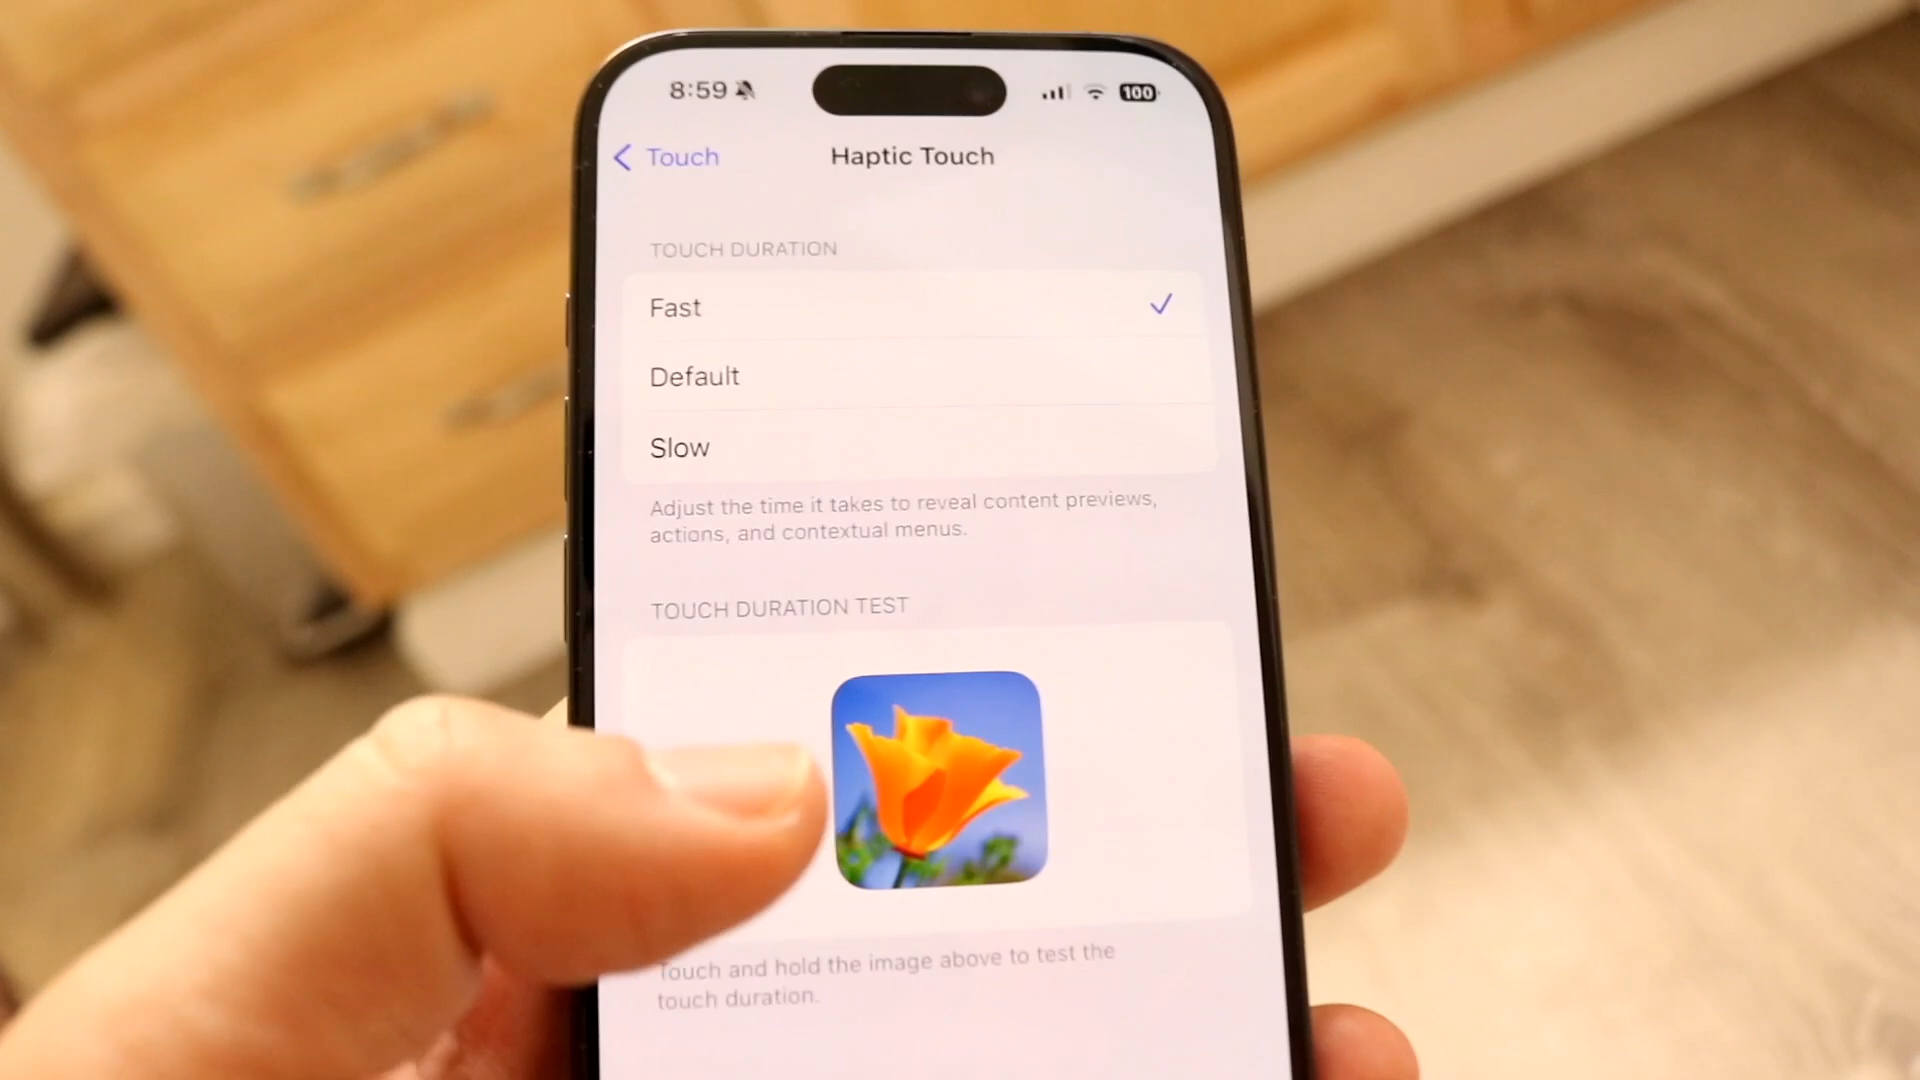 8:59
100
Touch
Haptic Touch
TOUCH DURATION
Fast
Default
Slow
Adjust the time it takes to reveal content previews,
actions, and contextual menus.
TOUCH DURATION TEST
Touch and hold the image above to test the
touch duration.